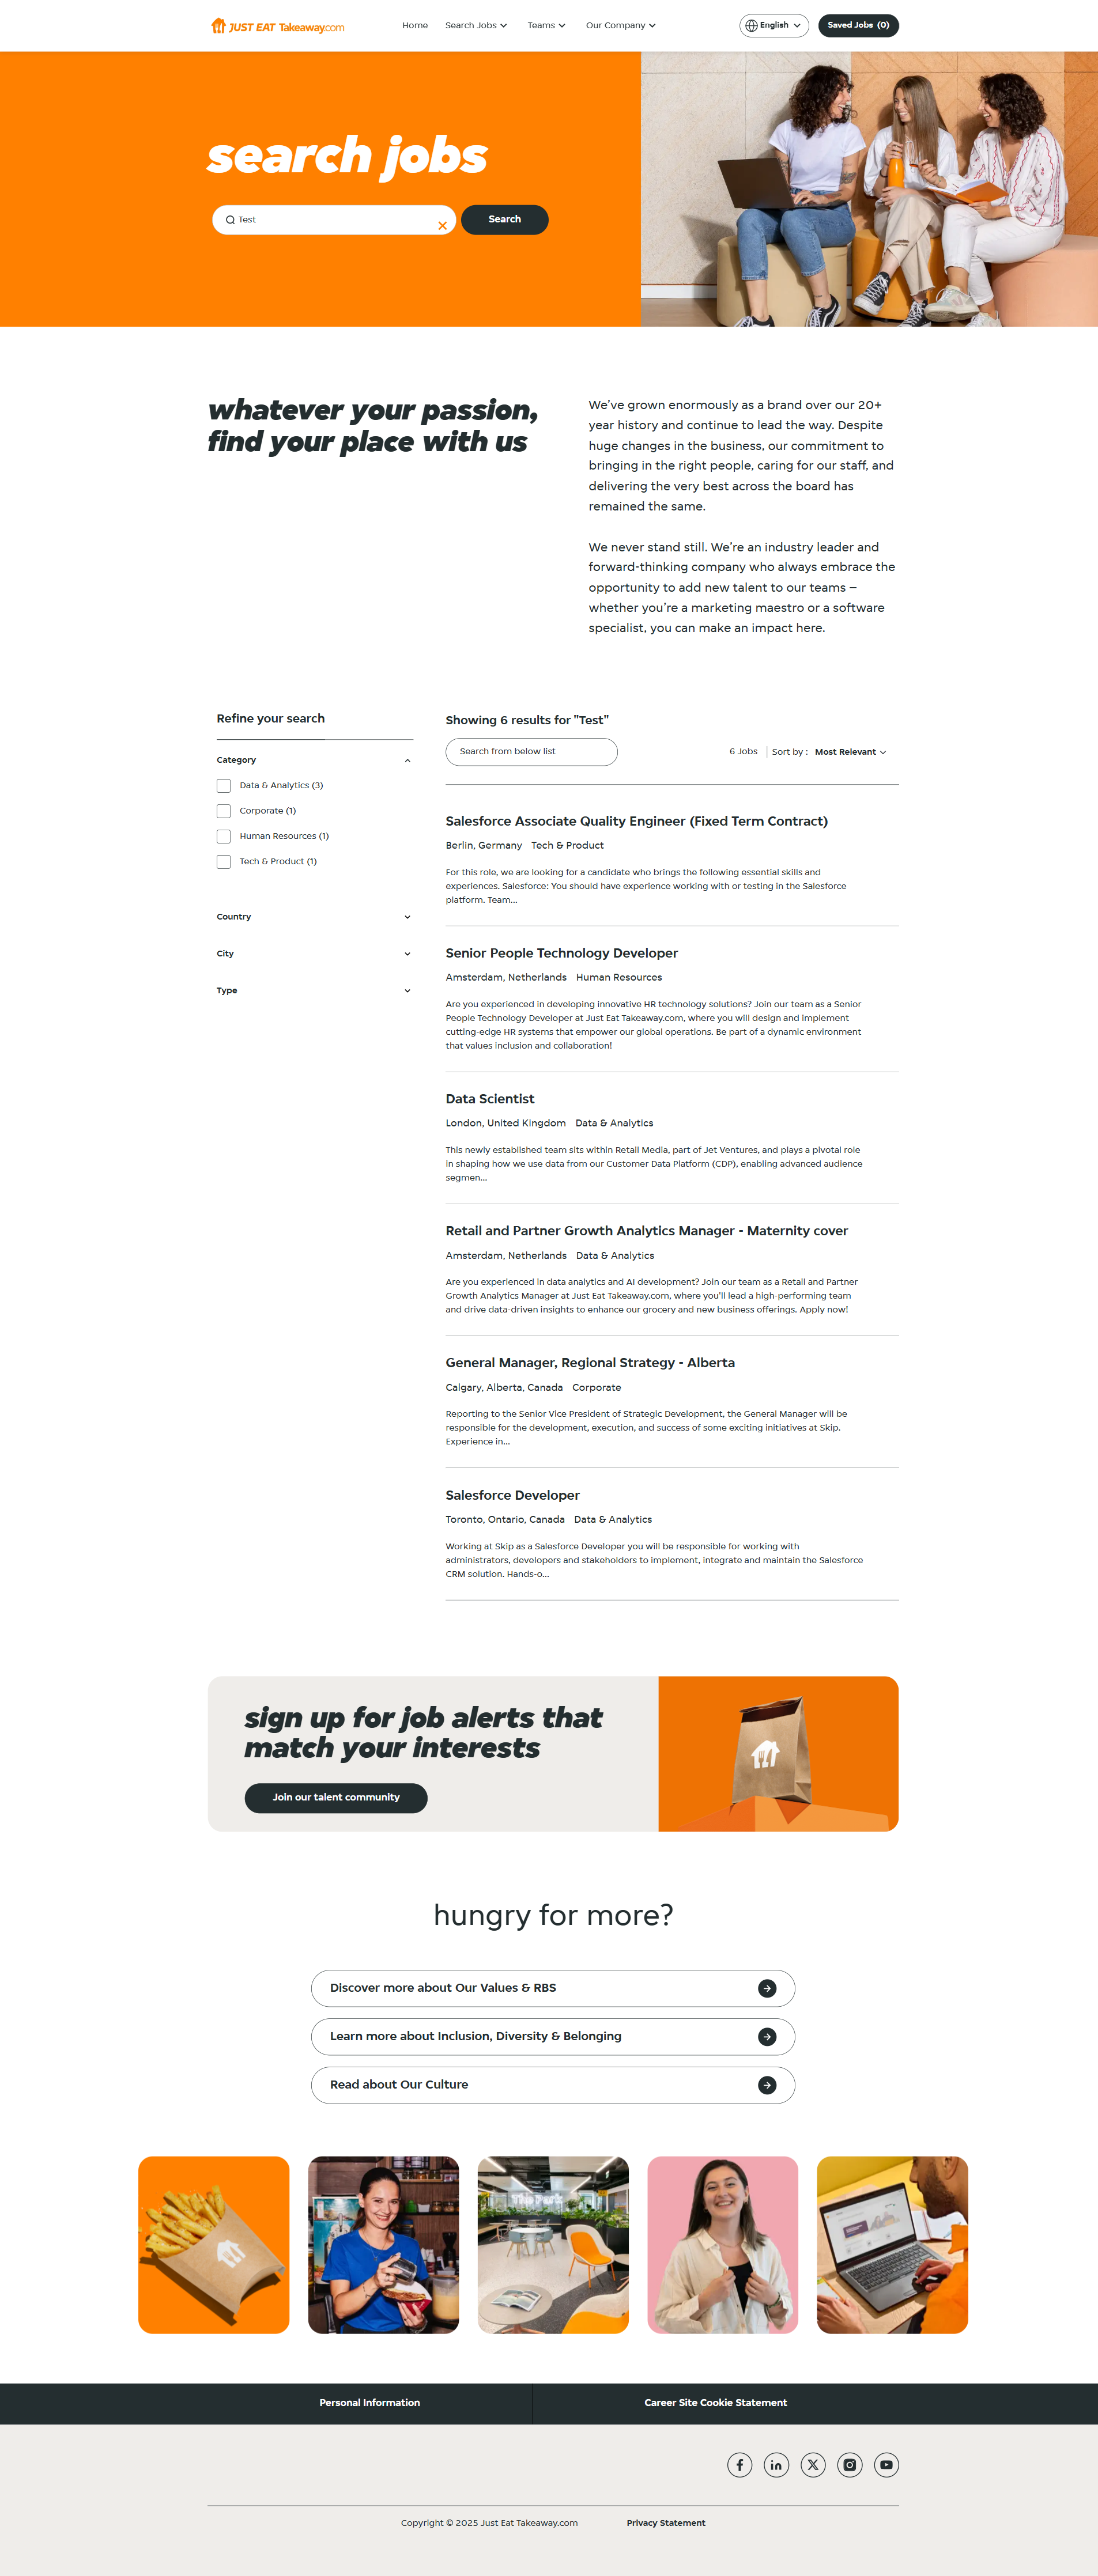 JUST EAT Takeaway.com
Home
Search Jobs
Teams
Our Company
English
Saved Jobs (0)
search jobs
Test
Search
whatever your passion,
find your place with us
We've grown enormously as a brand over our 20+
year history and continue to lead the way. Despite
huge changes in the business, our commitment to
bringing in the right people, caring for our staff, and
delivering the very best across the board has
remained the same.
We never stand still. We're an industry leader and
forward-thinking company who always embrace the
opportunity to add new talent to our teams –
whether you're a marketing maestro or a software
specialist, you can make an impact here.
Refine your search
Category
Data & Analytics (3)
Corporate (1)
Human Resources (1)
Tech & Product (1)
Country
City
Type
Showing 6 results for "Test"
Search from below list
6 Jobs
Sort by : Most Relevant
Salesforce Associate Quality Engineer (Fixed Term Contract)
Berlin, Germany Tech & Product
For this role, we are looking for a candidate who brings the following essential skills and
experiences. Salesforce: You should have experience working with or testing in the Salesforce
platform. Team...
Senior People Technology Developer
Amsterdam, Netherlands Human Resources
Are you experienced in developing innovative HR technology solutions? Join our team as a Senior
People Technology Developer at Just Eat Takeaway.com, where you will design and implement
cutting-edge HR systems that empower our global operations. Be part of a dynamic environment
that values inclusion and collaboration!
Data Scientist
London, United Kingdom Data & Analytics
This newly established team sits within Retail Media, part of Jet Ventures, and plays a pivotal role
in shaping how we use data from our Customer Data Platform (CDP), enabling advanced audience
segmen...
Retail and Partner Growth Analytics Manager - Maternity cover
Amsterdam, Netherlands Data & Analytics
Are you experienced in data analytics and AI development? Join our team as a Retail and Partner
Growth Analytics Manager at Just Eat Takeaway.com, where you'll lead a high-performing team
and drive data-driven insights to enhance our grocery and new business offerings. Apply now!
General Manager, Regional Strategy - Alberta
Calgary, Alberta, Canada Corporate
Reporting to the Senior Vice President of Strategic Development, the General Manager will be
responsible for the development, execution, and success of some exciting initiatives at Skip.
Experience in...
Salesforce Developer
Toronto, Ontario, Canada Data & Analytics
Working at Skip as a Salesforce Developer you will be responsible for working with
administrators, developers and stakeholders to implement, integrate and maintain the Salesforce
CRM solution. Hands-o...
sign up for job alerts that
match your interests
Join our talent community
hungry for more?
Discover more about Our Values & RBS
Learn more about Inclusion, Diversity & Belonging
Read about Our Culture
Personal Information
Career Site Cookie Statement
Copyright © 2025 Just Eat Takeaway.com
Privacy Statement